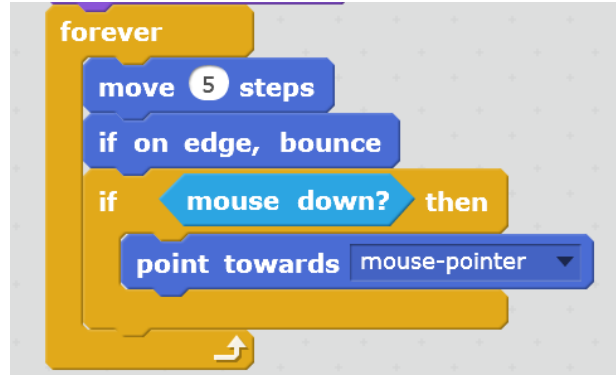 forever
move 5 steps
if on edge, bounce
if mouse down? then
point towards mouse-pointer